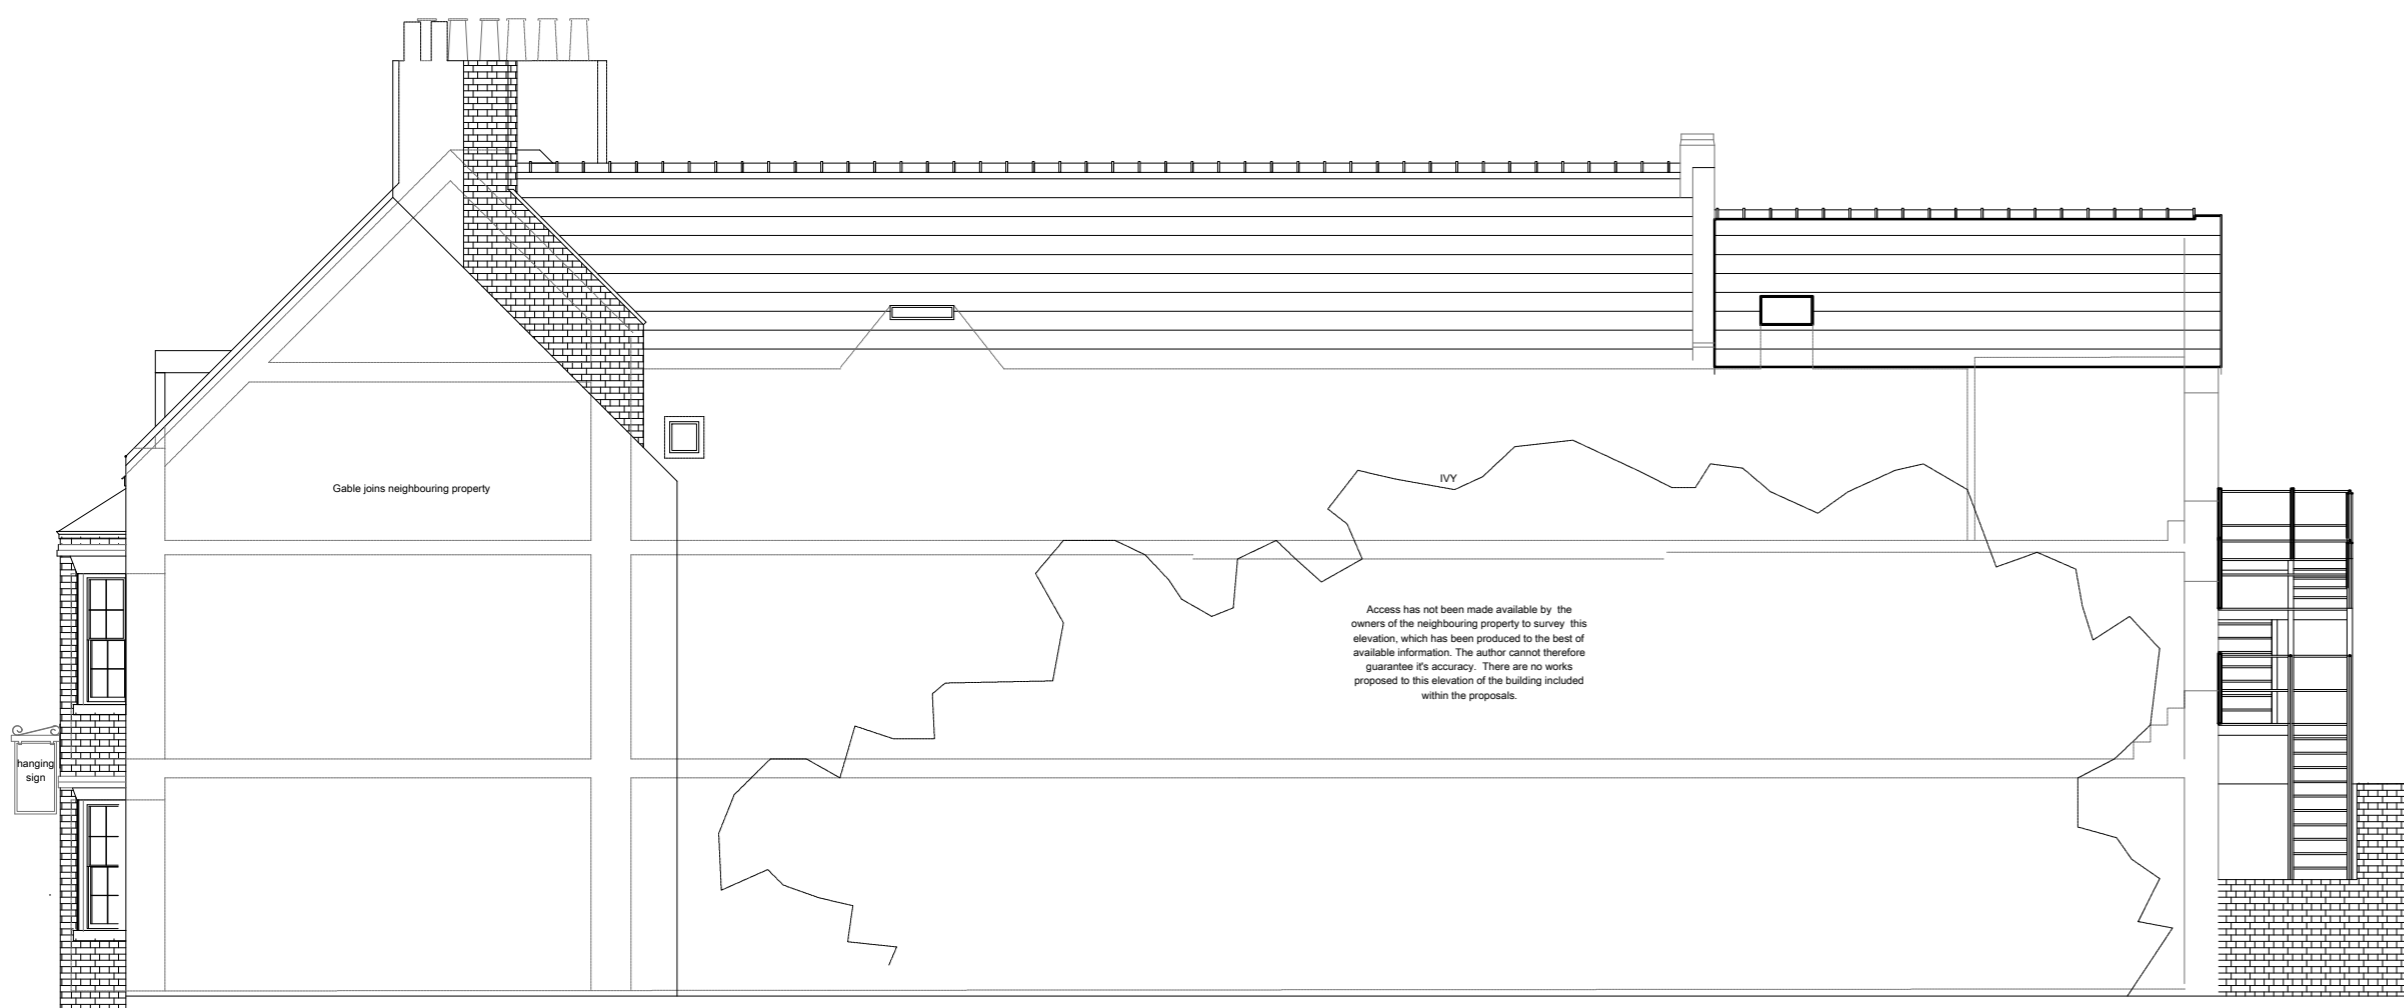 Gable joins neighbouring property
IVY
Access has not been made available by the
owners of the neighbouring property to survey this
elevation, which has been produced to the best of
available information. The author cannot therefore
guarantee it's accuracy. There are no works
proposed to this elevation of the building included
within the proposals.
hanging
sign